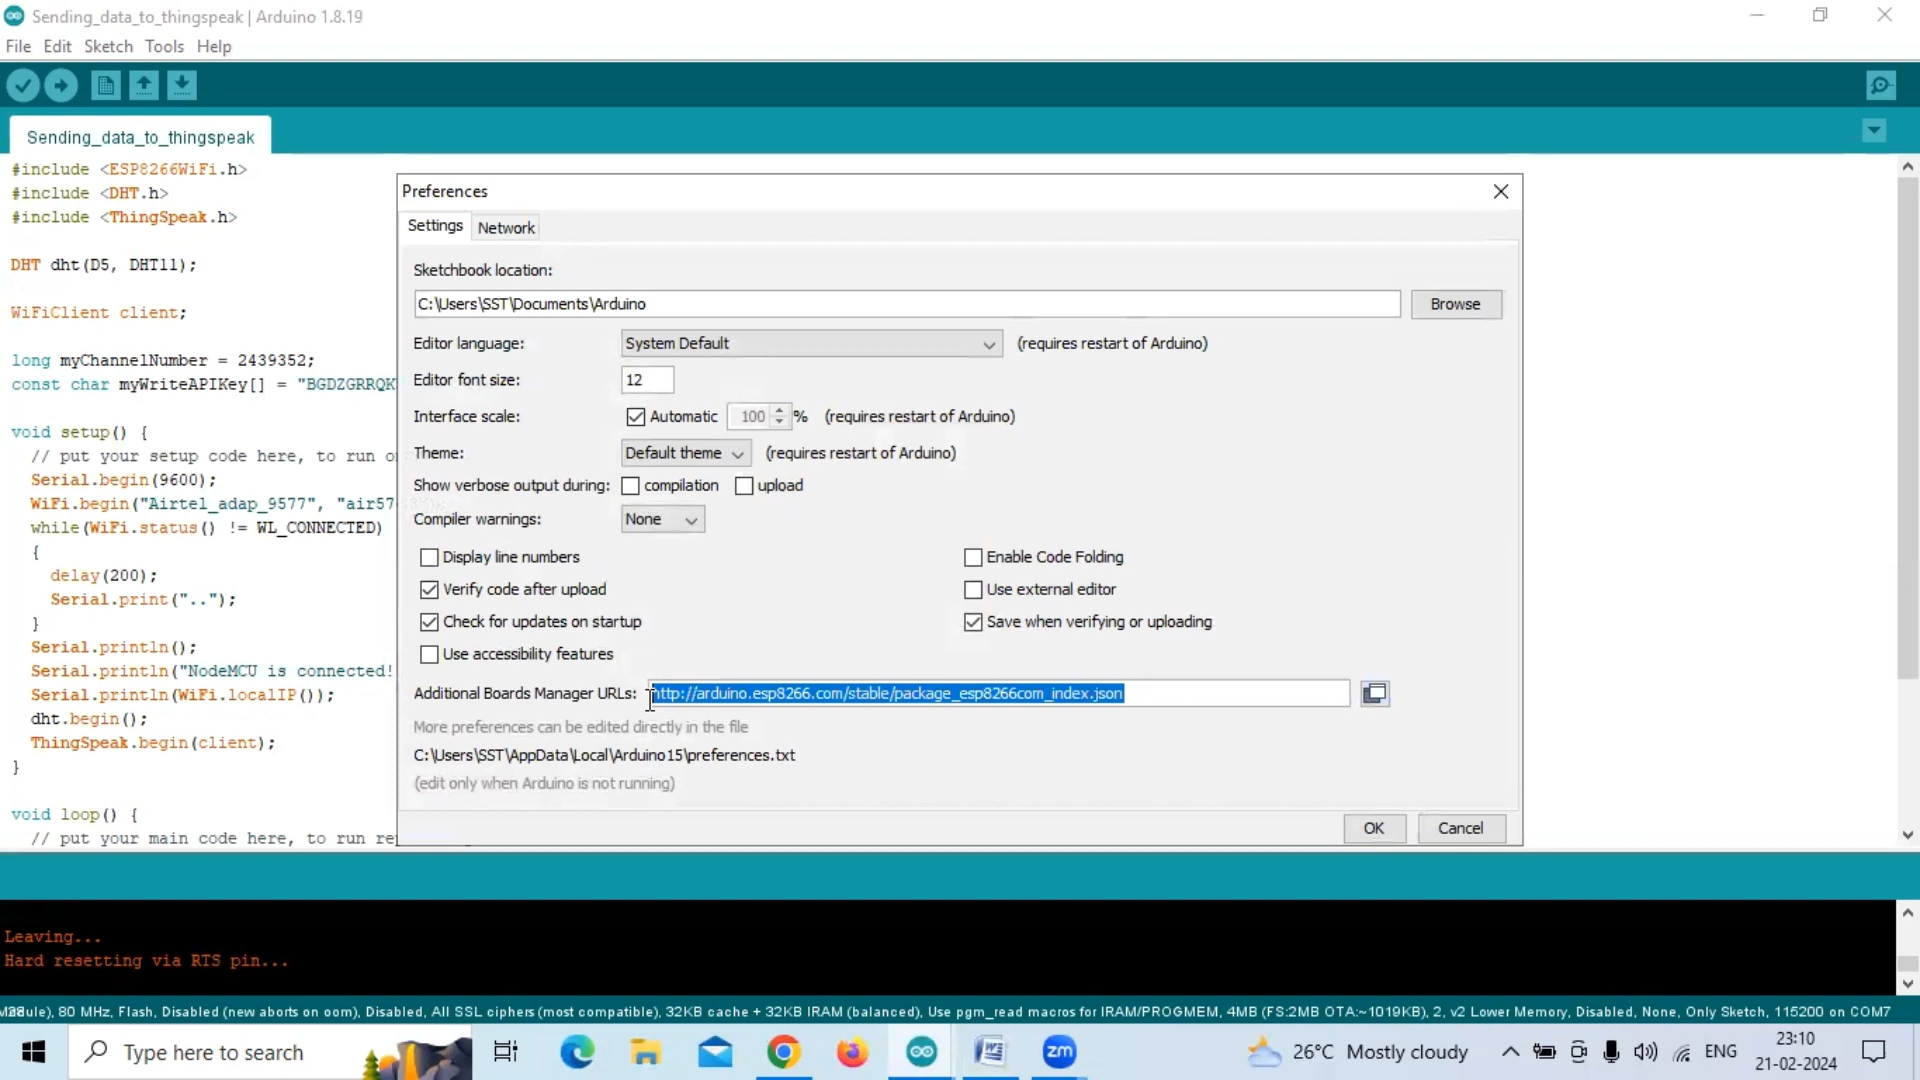 Sending_data_to_thingspeak | Arduino 1.8.19
File Edit Sketch Tools Help
Sending_data_to_thingspeak
#include <ESP8266WiFi.h>
#include <DHT.h>
#include <ThingSpeak.h>
DHT dht(D5, DHT11);
WiFiClient client;
long myChannelNumber = 2439352;
const char myWriteAPIKey[] = "BGDZGRRQK
void setup() {
// put your setup code here, to run o
Serial.begin(9600);
WiFi.begin("Airtel_adap_9577", "air57
while(WiFi.status() != WL_CONNECTED)
{
delay(200);
Serial.print("..");
}
Serial.println();
Serial.println("NodeMCU is connected!
Serial.println(WiFi.localIP());
dht.begin();
ThingSpeak.begin(client);
}
void loop() {
// put your main code here, to run re
Preferences
Settings Network
Sketchbook location:
C:\Users\SST\Documents\Arduino Browse
Editor language: System Default (requires restart of Arduino)
Editor font size: 12
Interface scale: Automatic 100 % (requires restart of Arduino)
Theme: Default theme (requires restart of Arduino)
Show verbose output during: compilation upload
Compiler warnings: None
Display line numbers Enable Code Folding
Verify code after upload Use external editor
Check for updates on startup Save when verifying or uploading
Use accessibility features
Additional Boards Manager URLs: http://arduino.esp8266.com/stable/package_esp8266com_index.json
More preferences can be edited directly in the file
C:\Users\SST\AppData\Local\Arduino15\preferences.txt
(edit only when Arduino is not running)
OK Cancel
Leaving...
Hard resetting via RTS pin...
80 MHz, Flash, Disabled (new aborts on oom), Disabled, All SSL ciphers (most compatible), 32KB cache + 32KB IRAM (balanced), Use pgm_read macros for IRAM/PROGMEM, 4MB (FS:2MB OTA:~1019KB), 2, v2 Lower Memory, Disabled, None, Only Sketch, 115200 on COM7
Type here to search
zm
26°C Mostly cloudy
ENG
23:10
21-02-2024